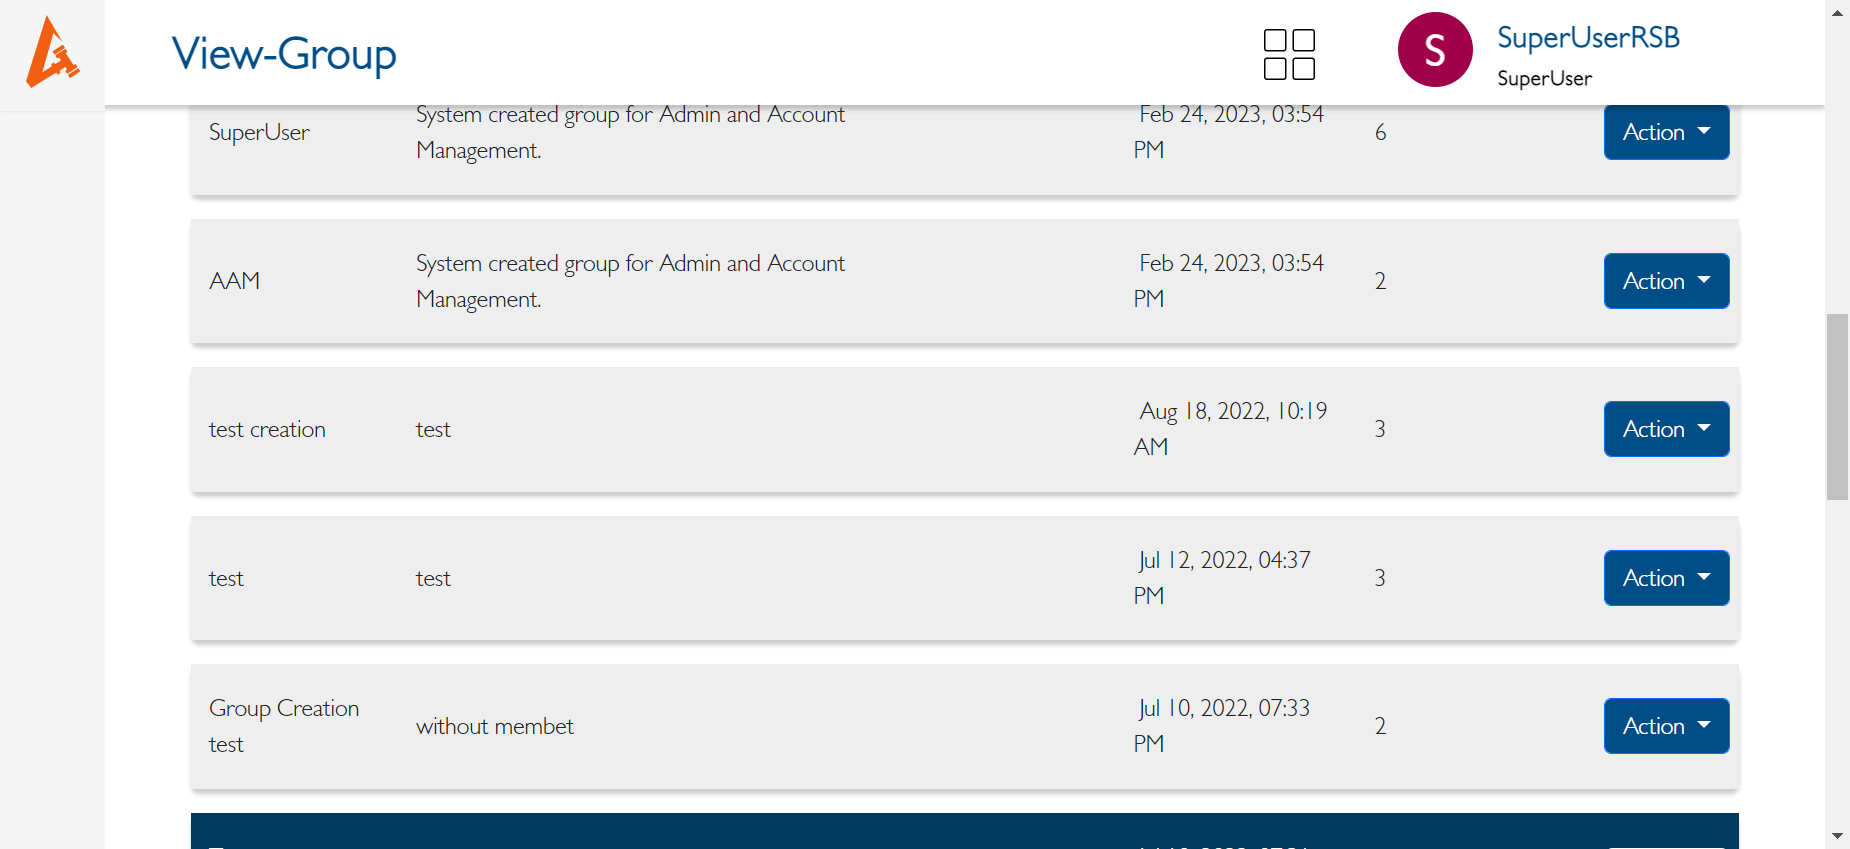 View-Group
S
SuperUserRSB
SuperUser
SuperUser
System created group for Admin and Account
Management.
Feb 24, 2023, 03:54
PM
6
Action
AAM
System created group for Admin and Account
Management.
Feb 24, 2023, 03:54
PM
2
Action
test creation
test
Aug 18, 2022, 10:19
AM
3
Action
test
test
Jul 12, 2022, 04:37
PM
3
Action
Group Creation
test
without membet
Jul 10, 2022, 07:33
PM
2
Action